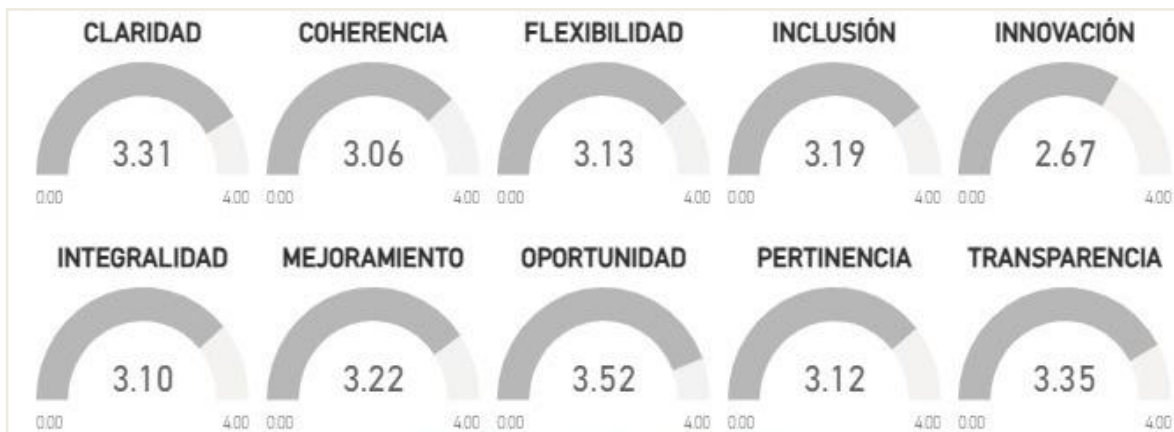 CLARIDAD COHERENCIA FLEXIBILIDAD INCLUSIÓN INNOVACIÓN
3.31 3.06 3.13 3.19 2.67
0.00 4.00 0.00 4.00 0.00 4.00 0.00 4.00 0.00 4.00
INTEGRALIDAD MEJORAMIENTO OPORTUNIDAD PERTINENCIA TRANSPARENCIA
3.10 3.22 3.52 3.12 3.35
0.00 4.00 0.00 4.00 0.00 4.00 0.00 4.00 0.00 4.00